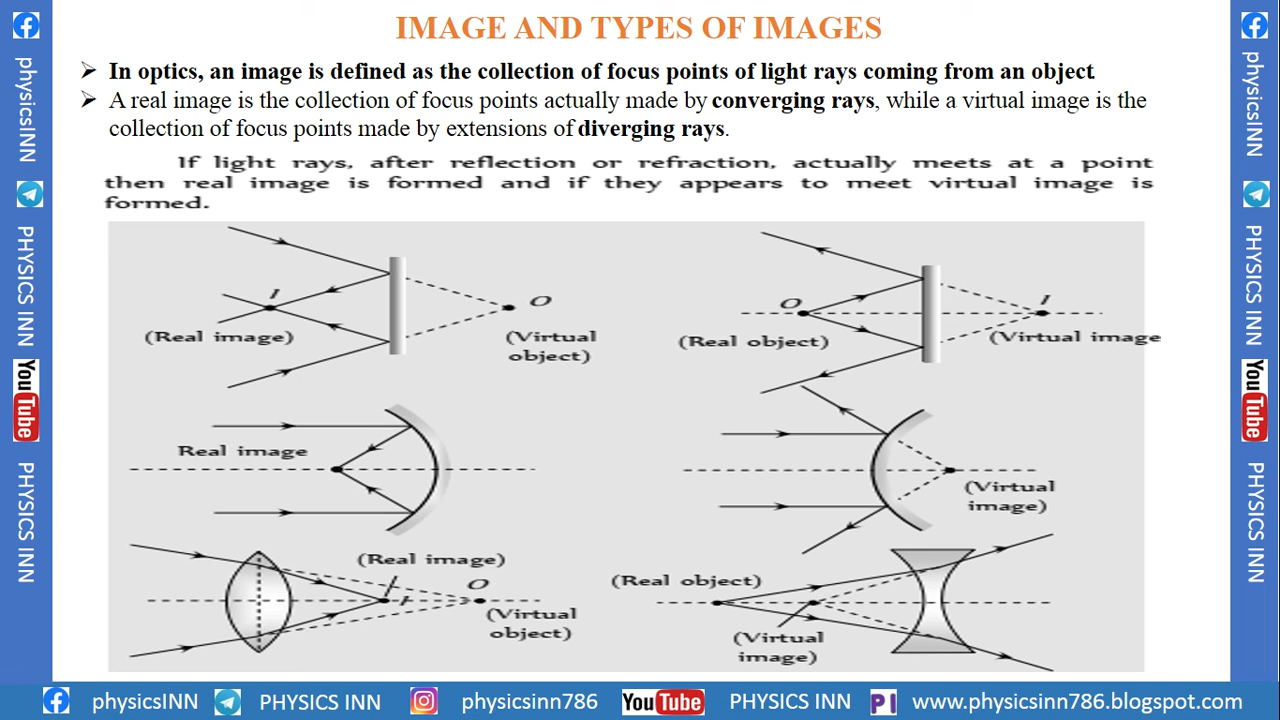 IMAGE AND TYPES OF IMAGES
In optics, an image is defined as the collection of focus points of light rays coming from an object.
A real image is the collection of focus points actually made by converging rays, while a virtual image is the
collection of focus points made by extensions of diverging rays.
If light rays, after reflection or refraction, actually meets at a point
then real image is formed and if they appears to meet virtual image is
formed.
I
O
(Real image)
(Virtual
object)
O
I
(Real object)
(Virtual image
Real image
(Virtual
image)
(Real image)
I
O
(Virtual
object)
(Real object)
(Virtual
image)
physicsINN
PHYSICS INN
YouTube
PHYSICS INN
physicsINN
PHYSICS INN
YouTube
PHYSICS INN
physicsINN PHYSICS INN physicsinn786 YouTube PHYSICS INN PI www.physicsinn786.blogspot.com